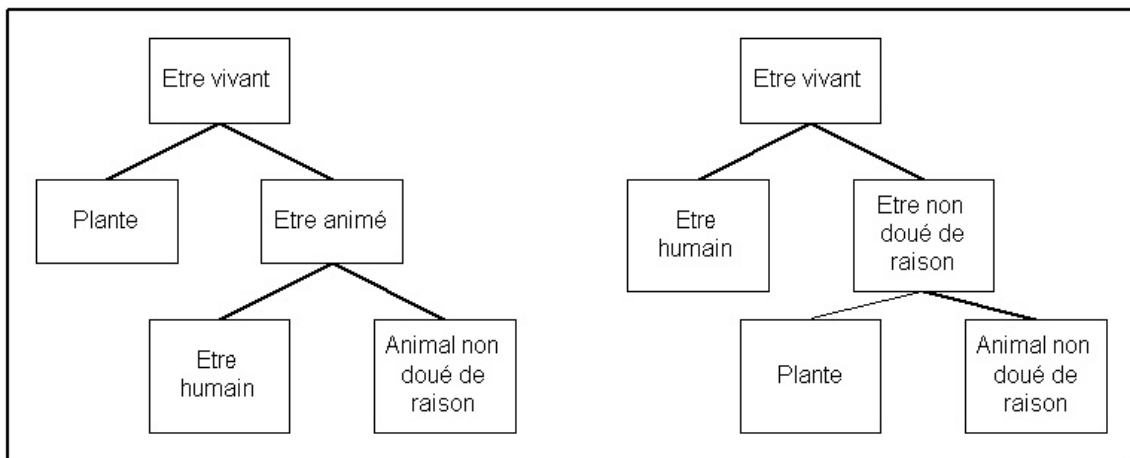 Etre vivant
Plante
Etre animé
Etre
humain
Animal non
doué de
raison
Etre vivant
Etre
humain
Etre non
doué de
raison
Plante
Animal non
doué de
raison